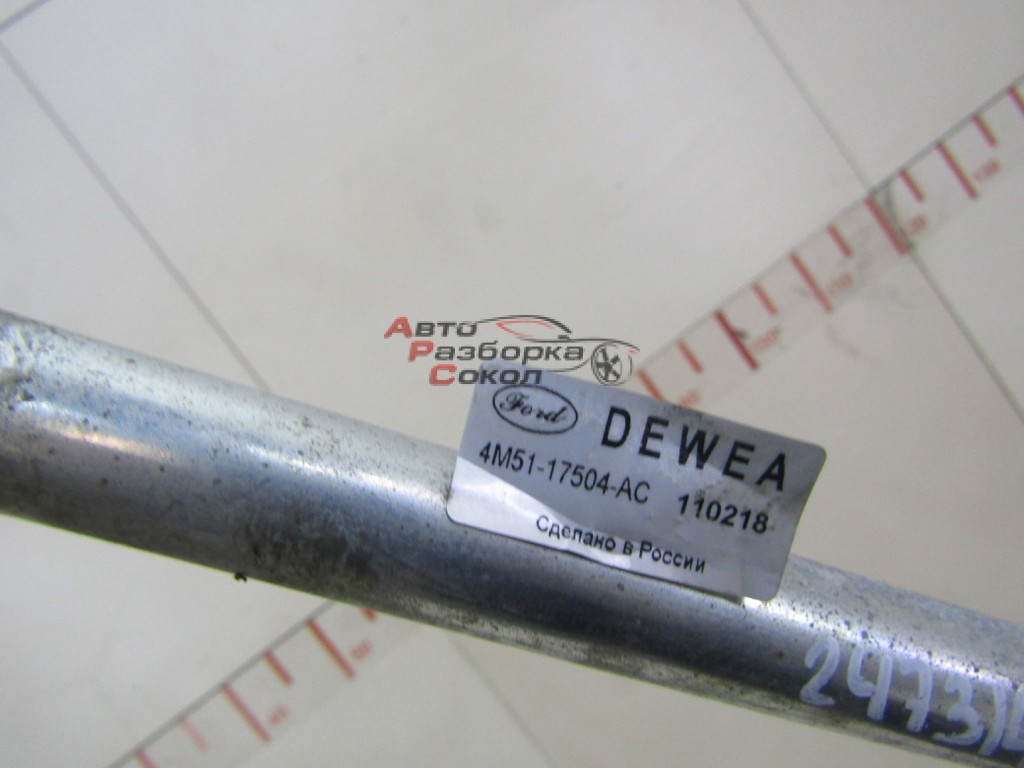 Авто
Разборка
Сокол
Ford
DEWEA
4M51-17504-AC 110218
Сделано в России